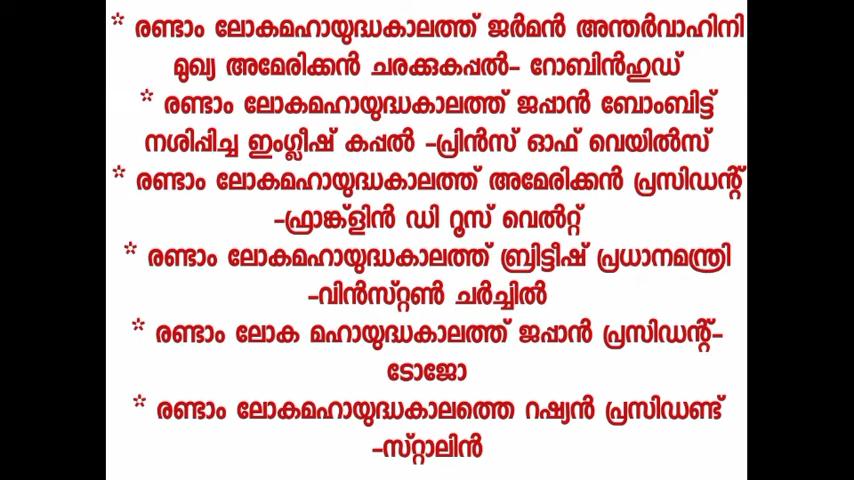 * രണ്ടാം ലോകമഹായുദ്ധകാലത്ത് ജർമൻ അന്തർവാഹിനി
മുഖ്യ അമേരിക്കൻ ചരക്കുകപ്പൽ- റോബിൻഹുഡ്
* രണ്ടാം ലോകമഹായുദ്ധകാലത്ത് ജപ്പാൻ ബോംബിട്ട്
നശിപ്പിച്ച ഇംഗ്ലീഷ് കപ്പൽ -പ്രിൻസ് ഓഫ് വെയിൽസ്
* രണ്ടാം ലോകമഹായുദ്ധകാലത്ത് അമേരിക്കൻ പ്രസിഡന്റ്
-ഫ്രാങ്ക്ളിൻ ഡി റൂസ് വെൽറ്റ്
* രണ്ടാം ലോകമഹായുദ്ധകാലത്ത് ബ്രിട്ടീഷ് പ്രധാനമന്ത്രി
-വിൻസ്റ്റൺ ചർച്ചിൽ
* രണ്ടാം ലോക മഹായുദ്ധകാലത്ത് ജപ്പാൻ പ്രസിഡന്റ്-
ടോജോ
* രണ്ടാം ലോകമഹായുദ്ധകാലത്തെ റഷ്യൻ പ്രസിഡണ്ട്
-സ്റ്റാലിൻ